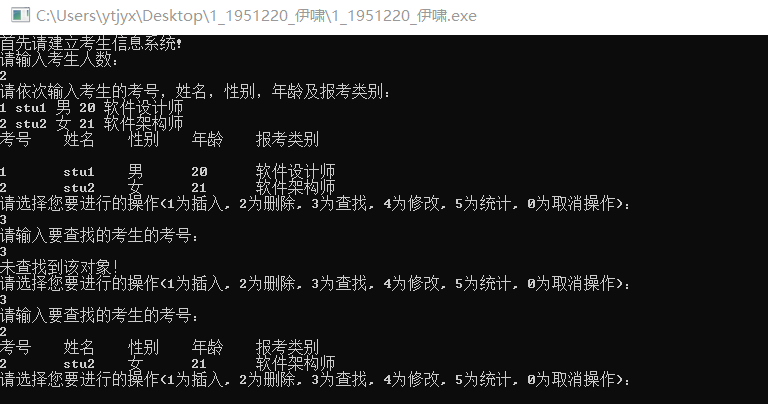 C:\Users\ytjyx\Desktop\1_1951220_伊啸\1_1951220_伊啸.exe
首先请建立考生信息系统!
请输入考生人数:
2
请依次输入考生的考号, 姓名, 性别, 年龄及报考类别:
1 stu1 男 20 软件设计师
2 stu2 女 21 软件架构师
考号 姓名 性别 年龄 报考类别
1 stu1 男 20 软件设计师
2 stu2 女 21 软件架构师
请选择您要进行的操作(1为插入, 2为删除, 3为查找, 4为修改, 5为统计, 0为取消操作):
3
请输入要查找的考生的考号:
3
未查找到该对象!
请选择您要进行的操作(1为插入, 2为删除, 3为查找, 4为修改, 5为统计, 0为取消操作):
3
请输入要查找的考生的考号:
2
考号 姓名 性别 年龄 报考类别
2 stu2 女 21 软件架构师
请选择您要进行的操作(1为插入, 2为删除, 3为查找, 4为修改, 5为统计, 0为取消操作):